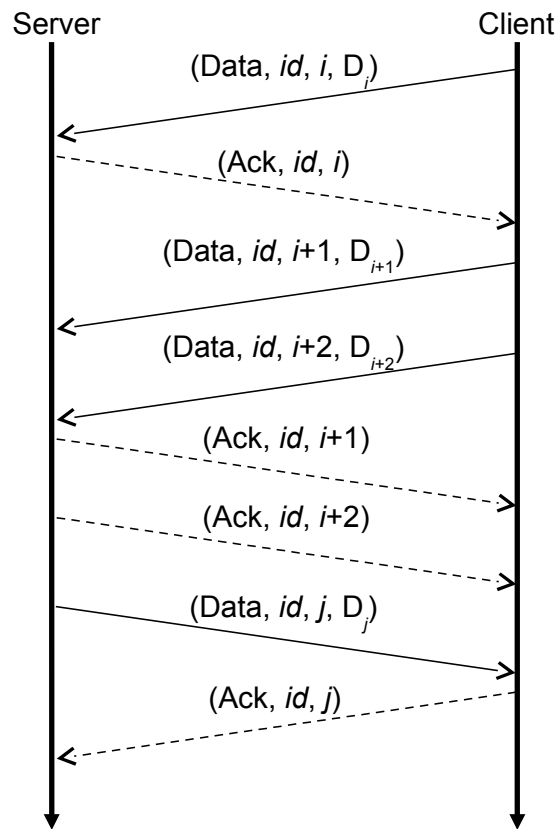 Server Client
(Data, id, i, Dᵢ)
(Ack, id, i)
(Data, id, i+1, Dᵢ₊₁)
(Data, id, i+2, Dᵢ₊₂)
(Ack, id, i+1)
(Ack, id, i+2)
(Data, id, j, Dⱼ)
(Ack, id, j)